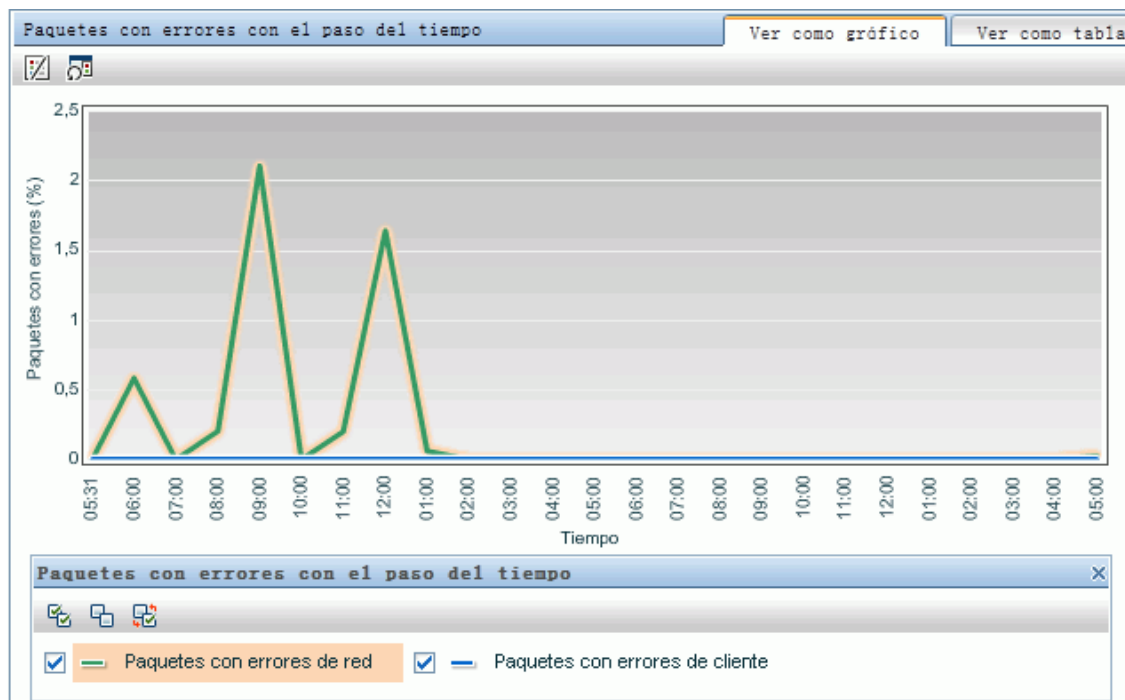 Paquetes con errores con el paso del tiempo
Ver como gráfico
Ver como tabla
2,5
2
1,5
1
0,5
0
Paquetes con errores (%)
05:31 06:00 07:00 08:00 09:00 10:00 11:00 12:00 01:00 02:00 03:00 04:00 05:00 06:00 07:00 08:00 09:00 10:00 11:00 12:00 01:00 02:00 03:00 04:00 05:00
Tiempo
Paquetes con errores con el paso del tiempo
Paquetes con errores de red
Paquetes con errores de cliente